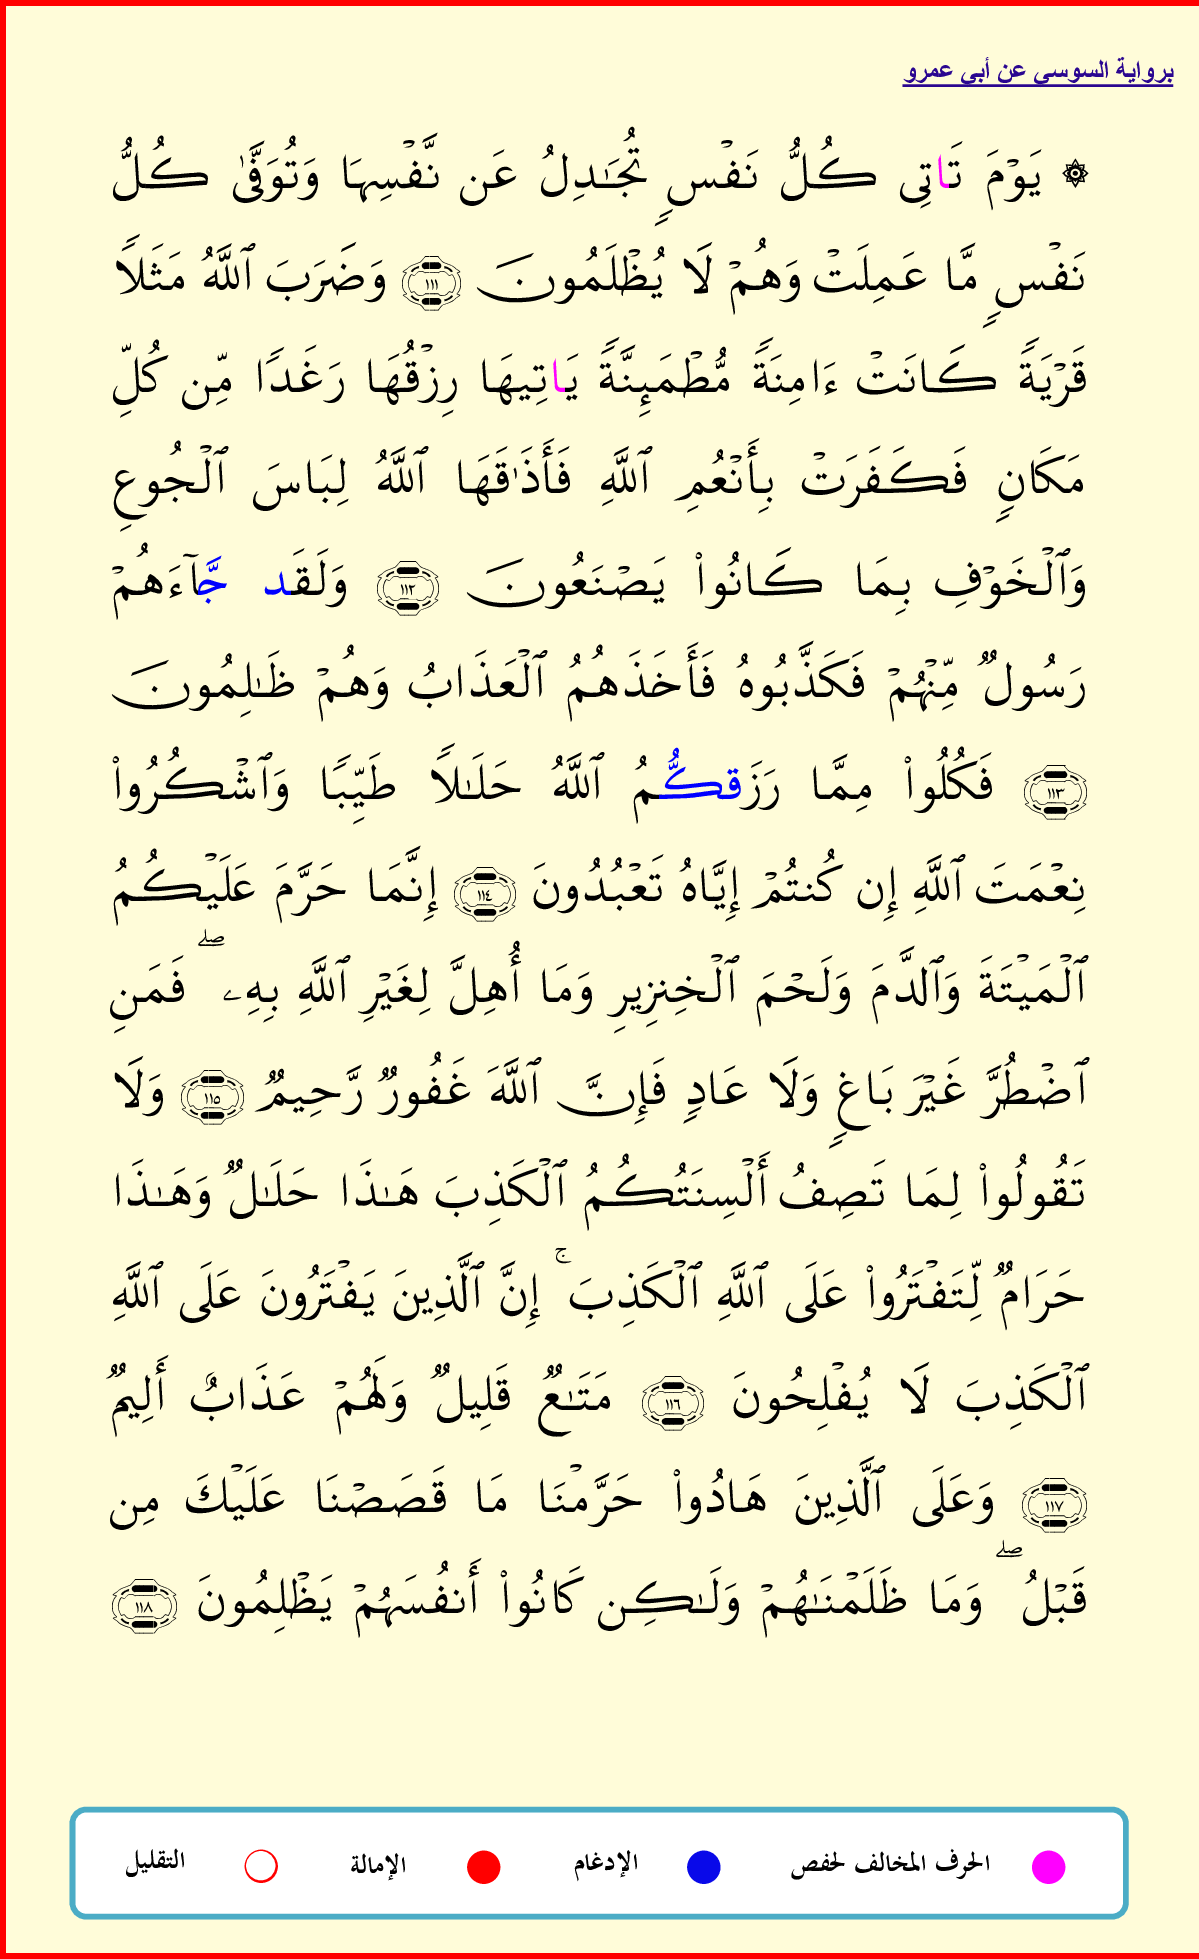 برواية السوسي عن أبي عمرو
۞ يَوْمَ تَاتِى كُلُّ نَفْسٍ تُجَٰدِلُ عَن نَّفْسِهَا وَتُوَفَّىٰ كُلُّ
نَفْسٍ مَّا عَمِلَتْ وَهُمْ لَا يُظْلَمُونَ ١١١ وَضَرَبَ ٱللَّهُ مَثَلًا
قَرْيَةً كَانَتْ ءَامِنَةً مُّطْمَئِنَّةً يَاتِيهَا رِزْقُهَا رَغَدًا مِّن كُلِّ
مَكَانٍ فَكَفَرَتْ بِأَنْعُمِ ٱللَّهِ فَأَذَٰقَهَا ٱللَّهُ لِبَاسَ ٱلْجُوعِ
وَٱلْخَوْفِ بِمَا كَانُوا۟ يَصْنَعُونَ ١١٢ وَلَقَد جَّآءَهُمْ
رَسُولٌ مِّنْهُمْ فَكَذَّبُوهُ فَأَخَذَهُمُ ٱلْعَذَابُ وَهُمْ ظَٰلِمُونَ
١١٣ فَكُلُوا۟ مِمَّا رَزَقكُّمُ ٱللَّهُ حَلَٰلًا طَيِّبًا وَٱشْكُرُوا۟
نِعْمَتَ ٱللَّهِ إِن كُنتُمْ إِيَّاهُ تَعْبُدُونَ ١١٤ إِنَّمَا حَرَّمَ عَلَيْكُمُ
ٱلْمَيْتَةَ وَٱلدَّمَ وَلَحْمَ ٱلْخِنزِيرِ وَمَا أُهِلَّ لِغَيْرِ ٱللَّهِ بِهِۦ ۖ فَمَنِ
ٱضْطُرَّ غَيْرَ بَاغٍ وَلَا عَادٍ فَإِنَّ ٱللَّهَ غَفُورٌ رَّحِيمٌ ١١٥ وَلَا
تَقُولُوا۟ لِمَا تَصِفُ أَلْسِنَتُكُمُ ٱلْكَذِبَ هَٰذَا حَلَٰلٌ وَهَٰذَا
حَرَامٌ لِّتَفْتَرُوا۟ عَلَى ٱللَّهِ ٱلْكَذِبَ ۚ إِنَّ ٱلَّذِينَ يَفْتَرُونَ عَلَى ٱللَّهِ
ٱلْكَذِبَ لَا يُفْلِحُونَ ١١٦ مَتَٰعٌ قَلِيلٌ وَلَهُمْ عَذَابٌ أَلِيمٌ
١١٧ وَعَلَى ٱلَّذِينَ هَادُوا۟ حَرَّمْنَا مَا قَصَصْنَا عَلَيْكَ مِن
قَبْلُ ۖ وَمَا ظَلَمْنَٰهُمْ وَلَٰكِن كَانُوا۟ أَنفُسَهُمْ يَظْلِمُونَ ١١٨
الحرف المخالف لحفص الإدغام الإمالة التقليل